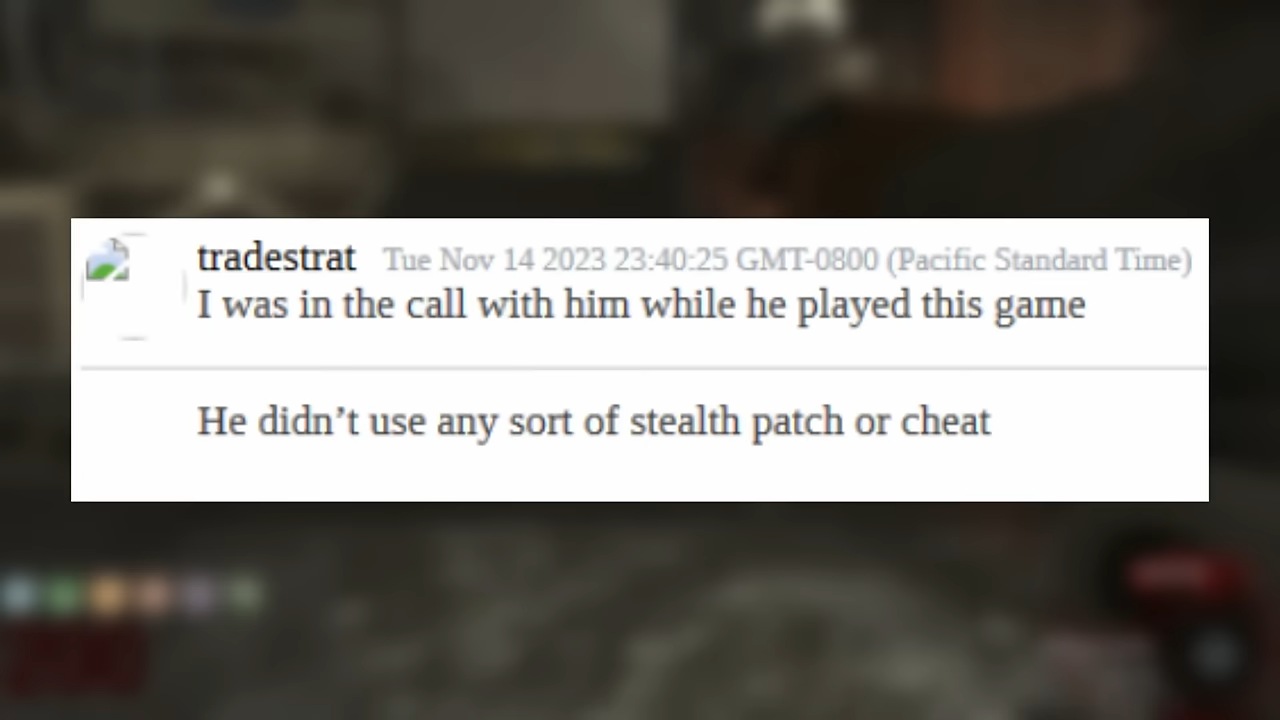 tradestrat Tue Nov 14 2023 23:40:25 GMT-0800 (Pacific Standard Time)
I was in the call with him while he played this game
He didn’t use any sort of stealth patch or cheat